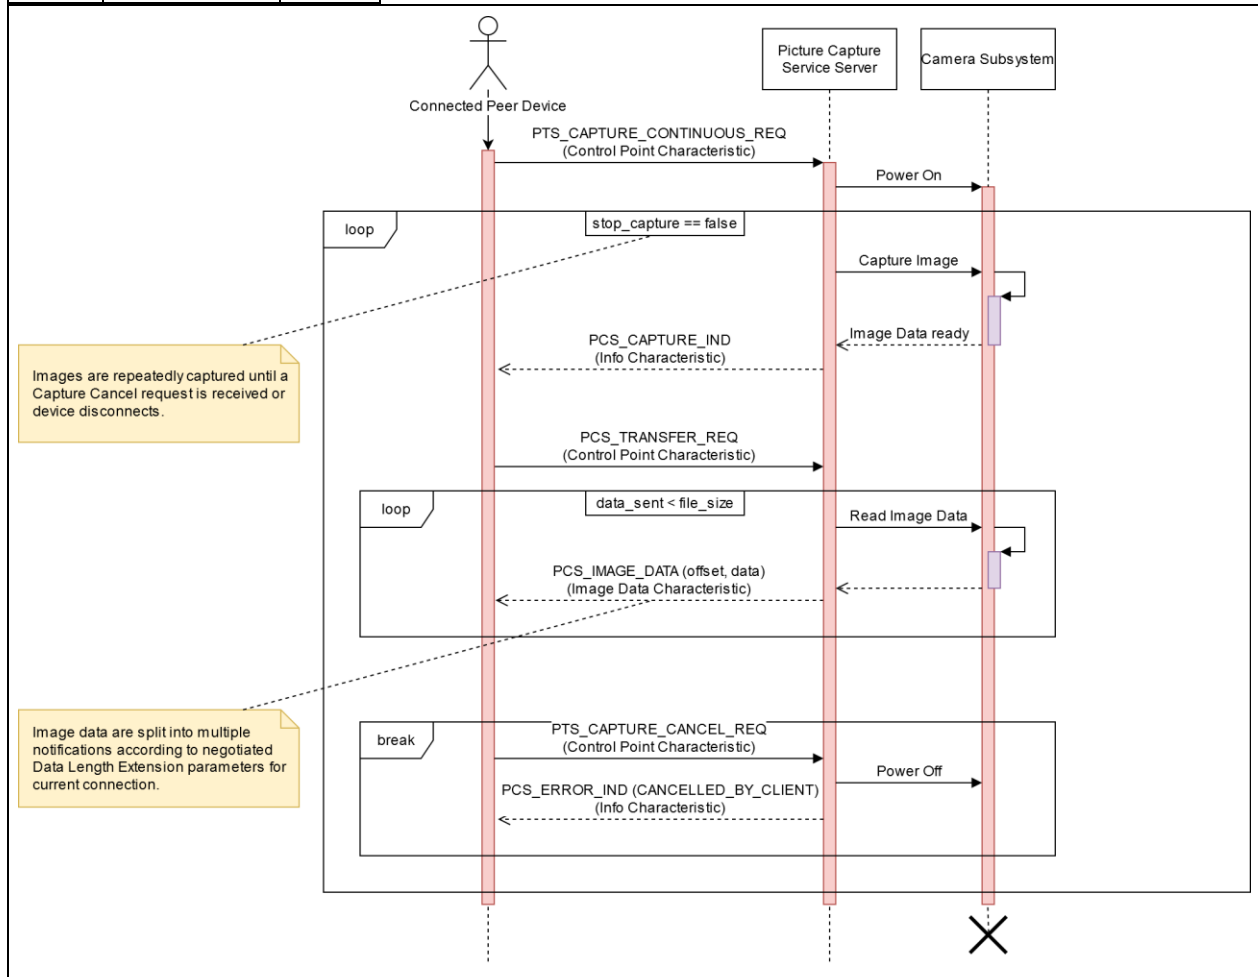 Picture Capture
Service Server
Camera Subsystem
Connected Peer Device
PTS_CAPTURE_CONTINUOUS_REQ
(Control Point Characteristic)
Power On
loop
stop_capture == false
Capture Image
Image Data ready
PCS_CAPTURE_IND
(Info Characteristic)
Images are repeatedly captured until a
Capture Cancel request is received or
device disconnects.
PCS_TRANSFER_REQ
(Control Point Characteristic)
loop
data_sent < file_size
Read Image Data
PCS_IMAGE_DATA (offset, data)
(Image Data Characteristic)
Image data are split into multiple
notifications according to negotiated
Data Length Extension parameters for
current connection.
break
PTS_CAPTURE_CANCEL_REQ
(Control Point Characteristic)
Power Off
PCS_ERROR_IND (CANCELLED_BY_CLIENT)
(Info Characteristic)